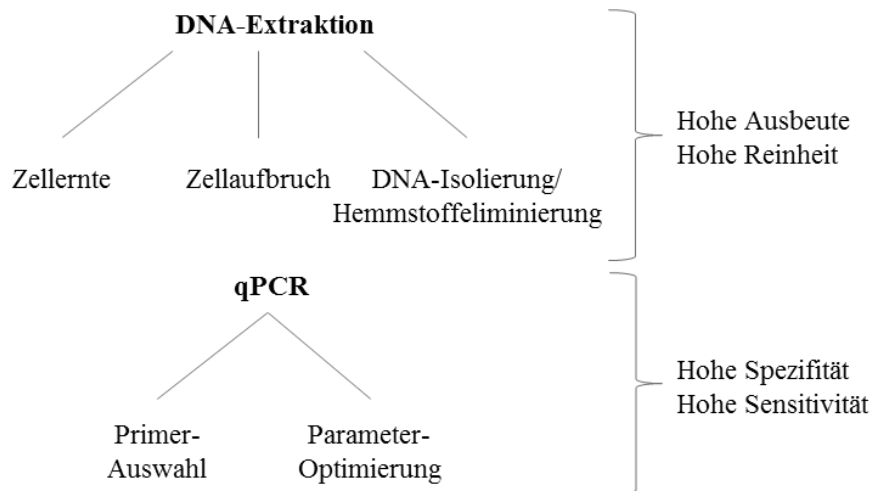 DNA-Extraktion
Hohe Ausbeute
Hohe Reinheit
Zellernte
Zellaufbruch
DNA-Isolierung/
Hemmstoffeliminierung
qPCR
Hohe Spezifität
Hohe Sensitivität
Primer-
Auswahl
Parameter-
Optimierung